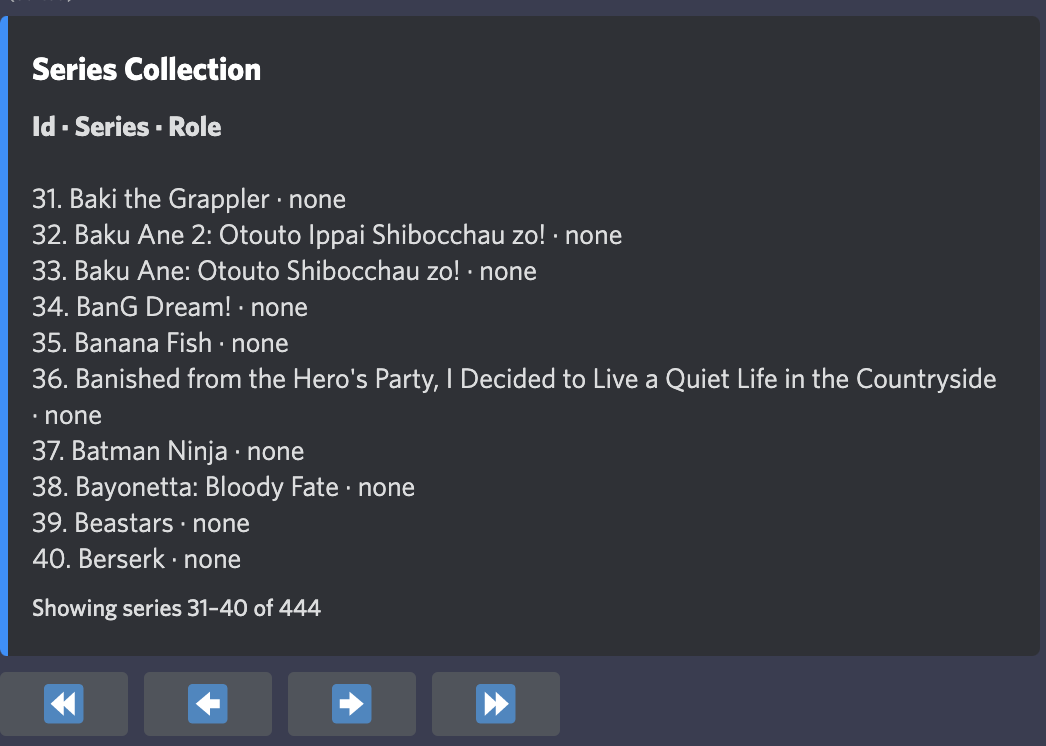 Series Collection
Id · Series · Role
31. Baki the Grappler · none
32. Baku Ane 2: Otouto Ippai Shibocchau zo! · none
33. Baku Ane: Otouto Shibocchau zo! · none
34. BanG Dream! · none
35. Banana Fish · none
36. Banished from the Hero's Party, I Decided to Live a Quiet Life in the Countryside
· none
37. Batman Ninja · none
38. Bayonetta: Bloody Fate · none
39. Beastars · none
40. Berserk · none
Showing series 31–40 of 444